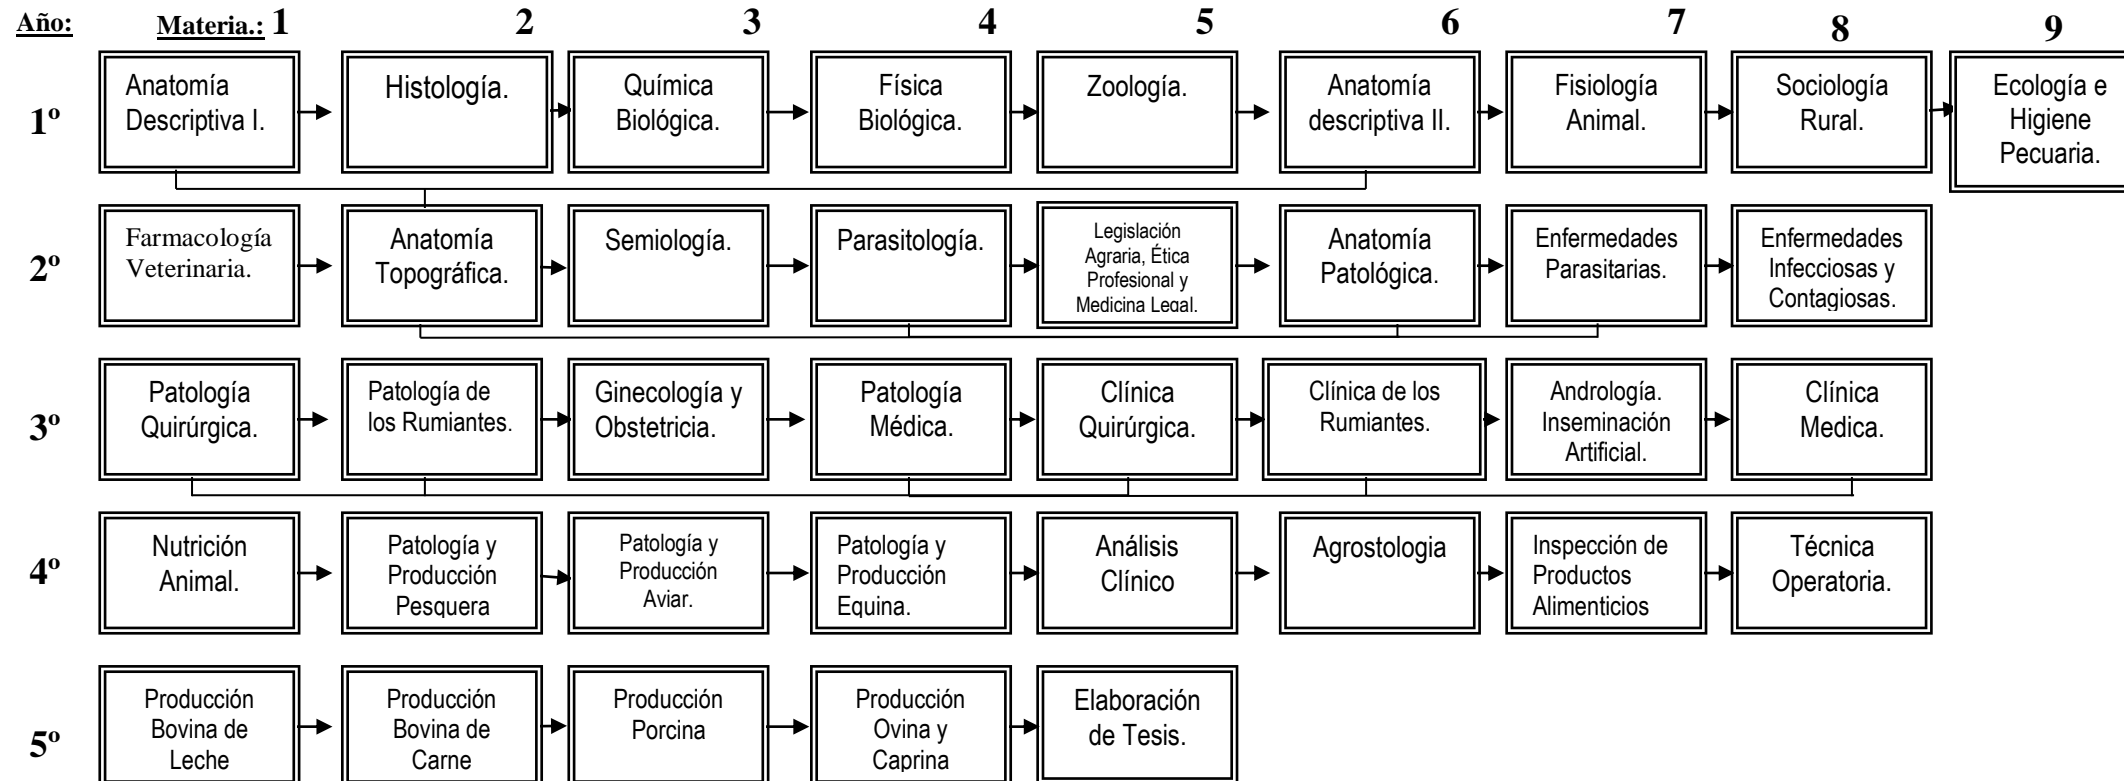 Año: Materia.: 1 2 3 4 5 6 7 8 9
1º
Anatomía
Descriptiva I.
Histología.
Química
Biológica.
Física
Biológica.
Zoología.
Anatomía
descriptiva II.
Fisiología
Animal.
Sociología
Rural.
Ecología e
Higiene
Pecuaria.
2º
Farmacología
Veterinaria.
Anatomía
Topográfica.
Semiología.
Parasitología.
Legislación
Agraria, Ética
Profesional y
Medicina Legal.
Anatomía
Patológica.
Enfermedades
Parasitarias.
Enfermedades
Infecciosas y
Contagiosas.
3º
Patología
Quirúrgica.
Patología de
los Rumiantes.
Ginecología y
Obstetricia.
Patología
Médica.
Clínica
Quirúrgica.
Clínica de los
Rumiantes.
Andrología.
Inseminación
Artificial.
Clínica
Medica.
4º
Nutrición
Animal.
Patología y
Producción
Pesquera
Patología y
Producción
Aviar.
Patología y
Producción
Equina.
Análisis
Clínico
Agrostologia
Inspección de
Productos
Alimenticios
Técnica
Operatoria.
5º
Producción
Bovina de
Leche
Producción
Bovina de
Carne
Producción
Porcina
Producción
Ovina y
Caprina
Elaboración
de Tesis.